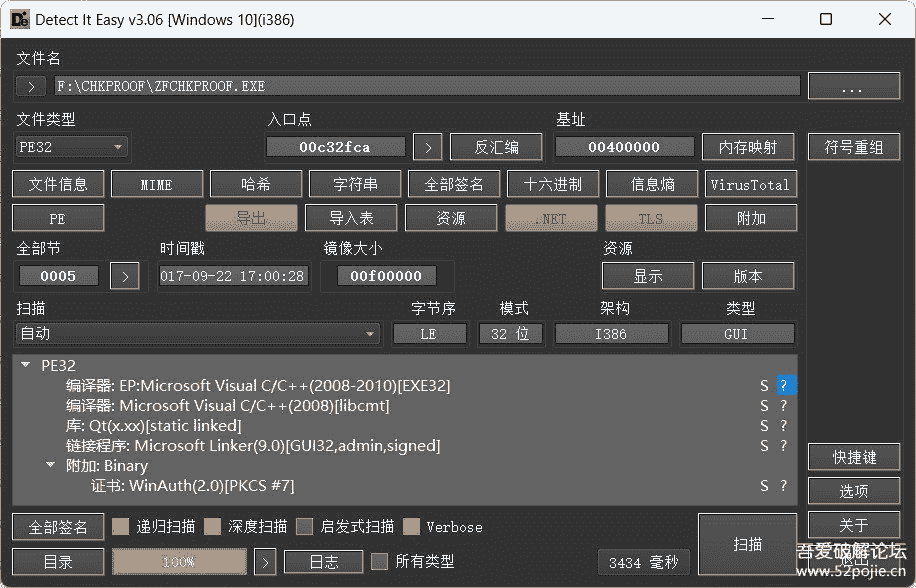 Detect It Easy v3.06 [Windows 10](i386)
文件名
> F:\CHKPROOF\ZFCHKPROOF.EXE ...
文件类型 入口点 基址
PE32 00c32fca > 反汇编 00400000 内存映射 符号重组
文件信息 MIME 哈希 字符串 全部签名 十六进制 信息熵 VirusTotal
PE 导出 导入表 资源 .NET TLS 附加
全部节 时间戳 镜像大小 资源
0005 > 017-09-22 17:00:28 00f00000 显示 版本
扫描 字节序 模式 架构 类型
自动 LE 32 位 I386 GUI
PE32
编译器: EP:Microsoft Visual C/C++(2008-2010)[EXE32] S ?
编译器: Microsoft Visual C/C++(2008)[libcmt] S ?
库: Qt(x.xx)[static linked] S ?
链接程序: Microsoft Linker(9.0)[GUI32,admin,signed] S ?
附加: Binary
证书: WinAuth(2.0)[PKCS #7] S ?
快捷键
选项
全部签名 递归扫描 深度扫描 启发式扫描 Verbose 扫描 关于
目录 100% > 日志 所有类型 3434 毫秒 退出
吾爱破解论坛
www.52pojie.cn